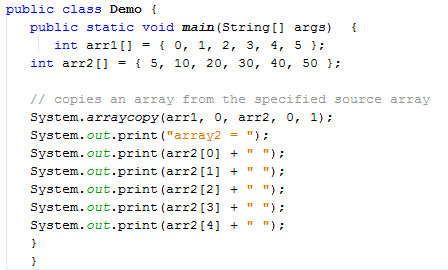 public class Demo {
public static void main(String[] args) {
int arr1[] = { 0, 1, 2, 3, 4, 5 };
int arr2[] = { 5, 10, 20, 30, 40, 50 };
// copies an array from the specified source array
System.arraycopy(arr1, 0, arr2, 0, 1);
System.out.print("array2 = ");
System.out.print(arr2[0] + " ");
System.out.print(arr2[1] + " ");
System.out.print(arr2[2] + " ");
System.out.print(arr2[3] + " ");
System.out.print(arr2[4] + " ");
}
}